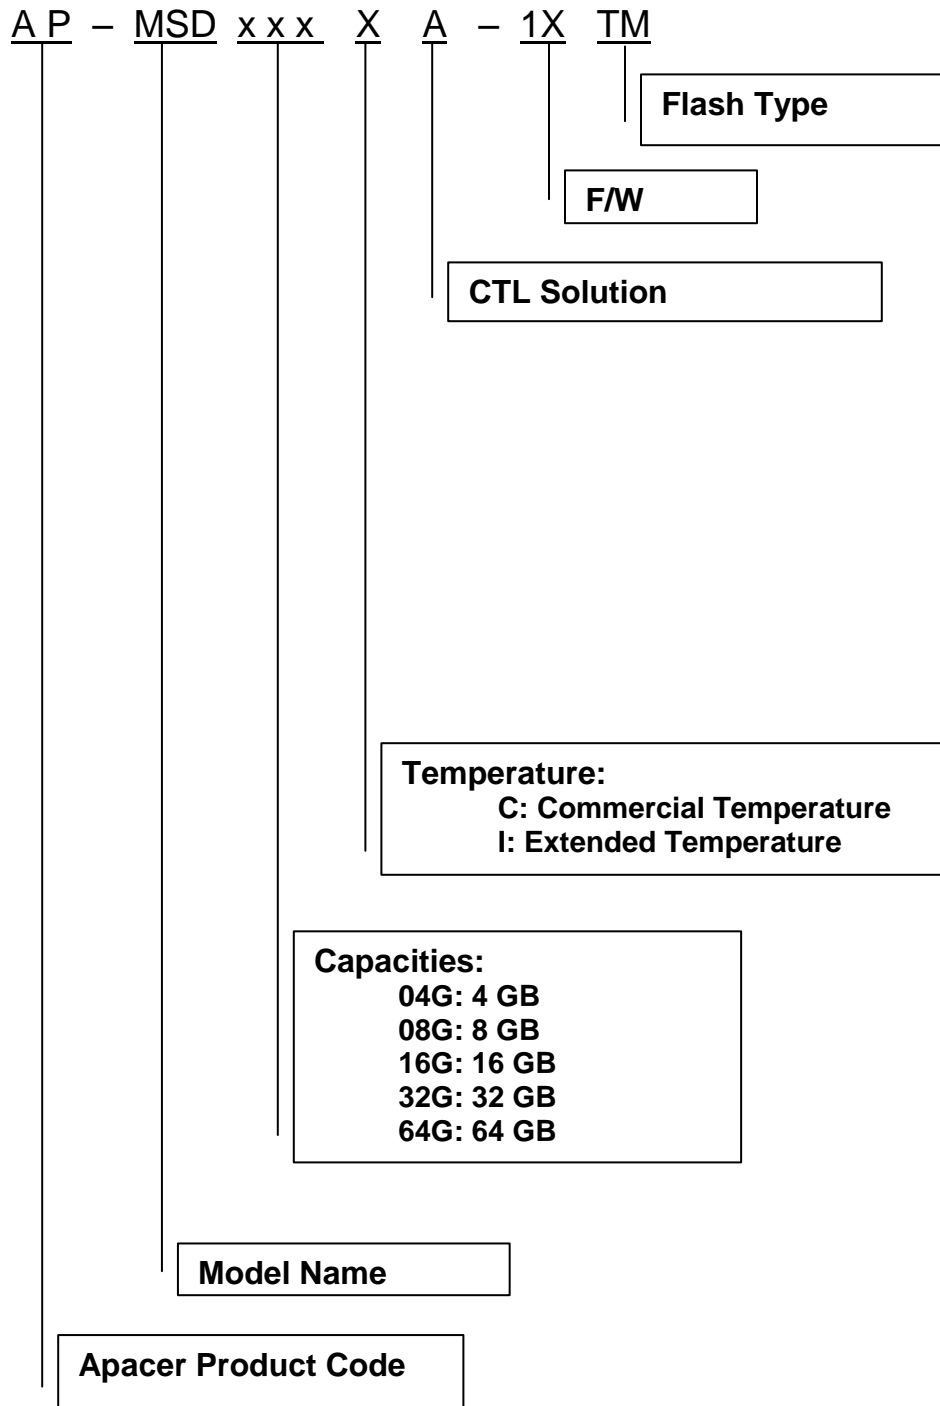 A P – MSD x x x X A – 1X TM
Flash Type
F/W
CTL Solution
Temperature:
C: Commercial Temperature
I: Extended Temperature
Capacities:
04G: 4 GB
08G: 8 GB
16G: 16 GB
32G: 32 GB
64G: 64 GB
Model Name
Apacer Product Code